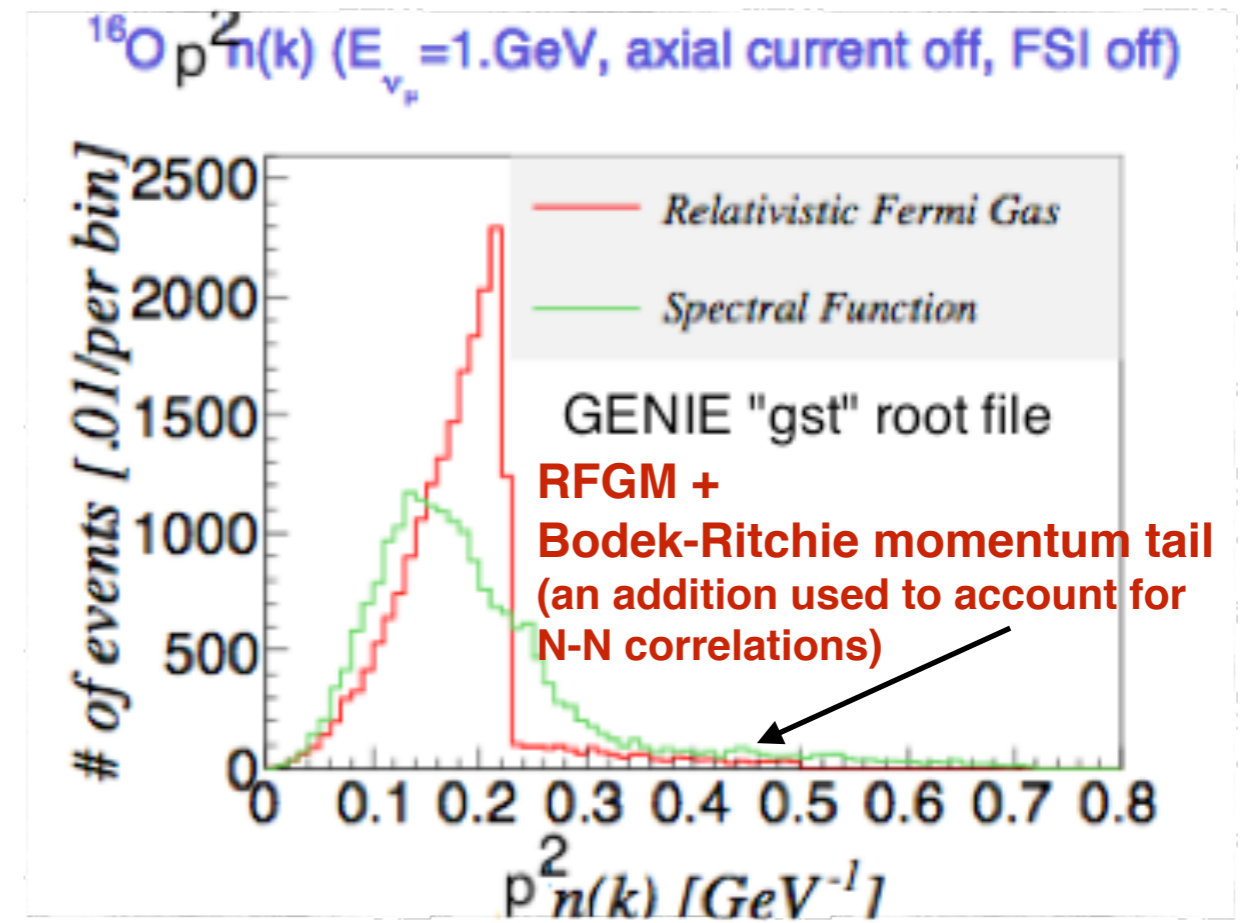 ¹⁶O p²n(k) (E_νμ =1.GeV, axial current off, FSI off)
# of events [.01/per bin]
2500
2000
1500
1000
500
0
Relativistic Fermi Gas
Spectral Function
GENIE "gst" root file
RFGM +
Bodek-Ritchie momentum tail
(an addition used to account for
N-N correlations)
0 0.1 0.2 0.3 0.4 0.5 0.6 0.7 0.8
p²n(k) [GeV⁻¹]